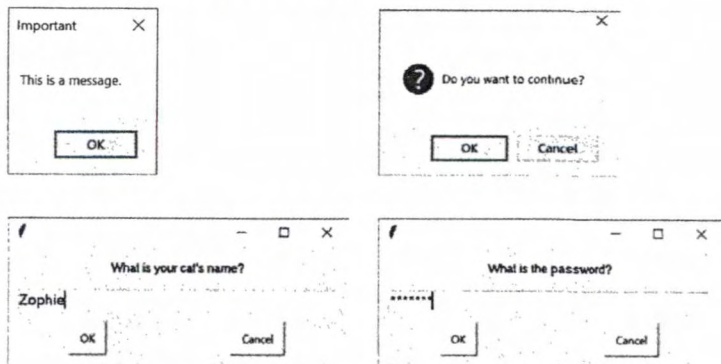 Important
This is a message.
OK
Do you want to continue?
OK Cancel
What is your cat's name?
Zophie
OK Cancel
What is the password?
*******
OK Cancel